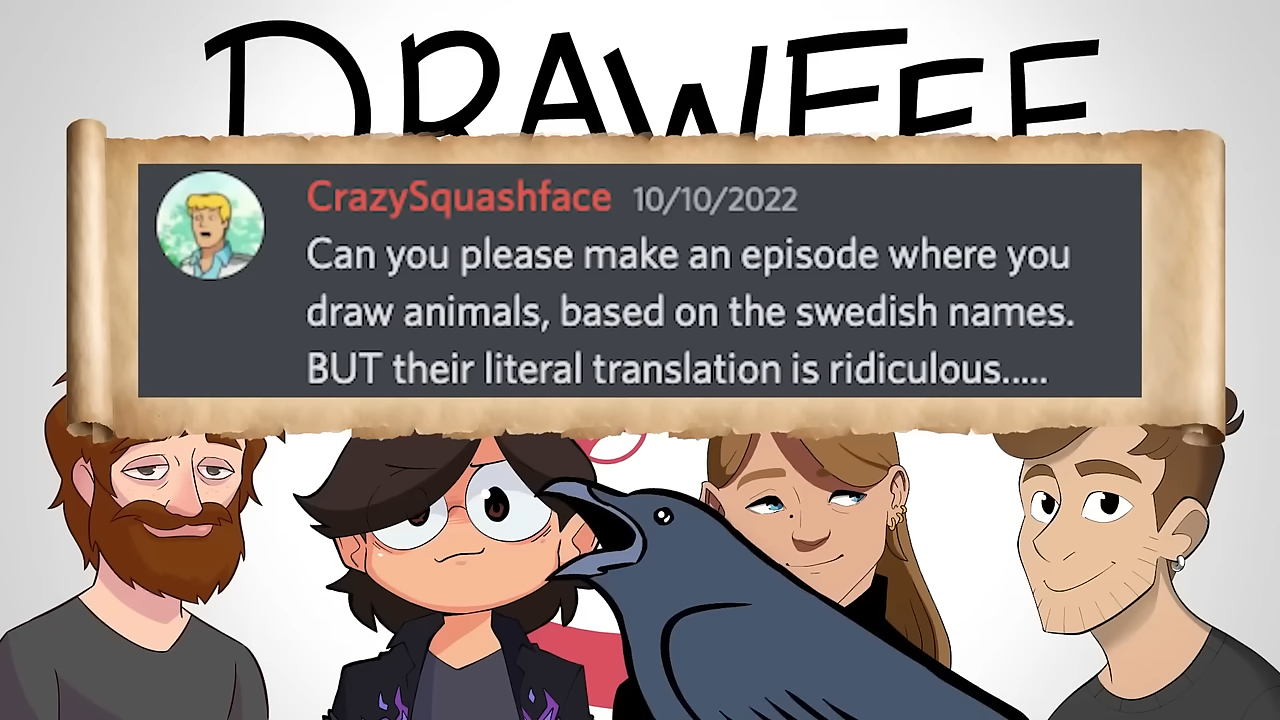 DRAWFEE
CrazySquashface 10/10/2022
Can you please make an episode where you
draw animals, based on the swedish names.
BUT their literal translation is ridiculous.....